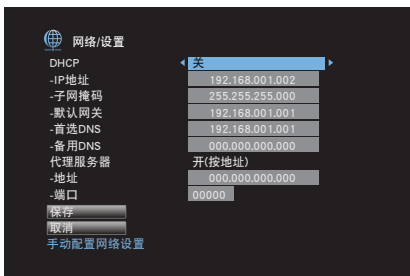 网络/设置
DHCP 关
-IP地址 192.168.001.002
-子网掩码 255.255.255.000
-默认网关 192.168.001.001
-首选DNS 192.168.001.001
-备用DNS 000.000.000.000
代理服务器 开(按地址)
-地址 000.000.000.000
-端口 00000
保存
取消
手动配置网络设置